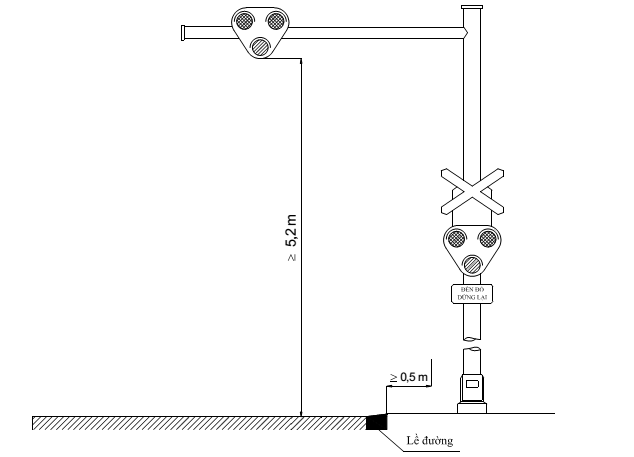 ≥ 5,2 m
ĐÈN ĐỎ
DỪNG LẠI
≥ 0,5 m
Lề đường